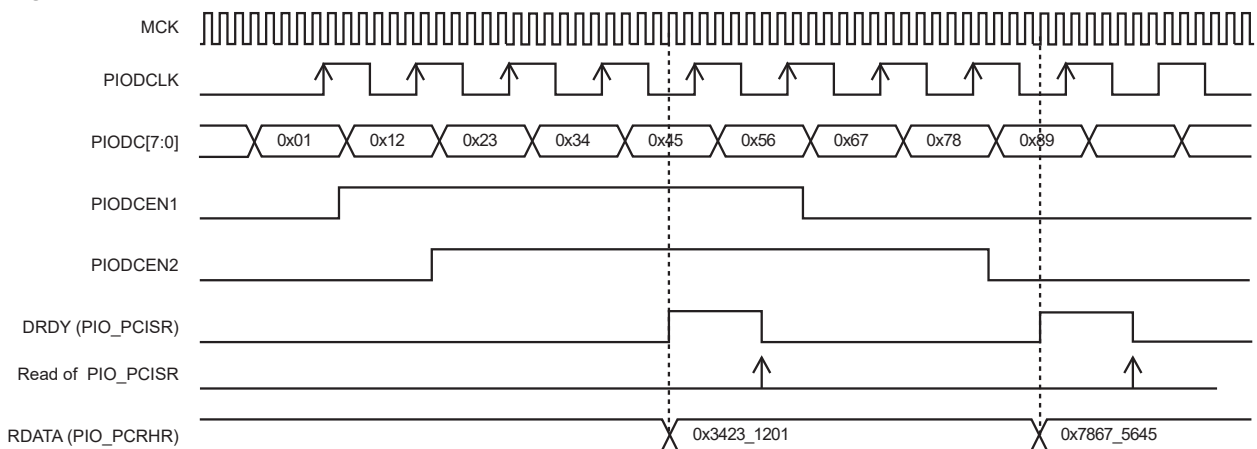 MCK
PIODCLK
PIODC[7:0] 0x01 0x12 0x23 0x34 0x45 0x56 0x67 0x78 0x89
PIODCEN1
PIODCEN2
DRDY (PIO_PCISR)
Read of PIO_PCISR
RDATA (PIO_PCRHR) 0x3423_1201 0x7867_5645